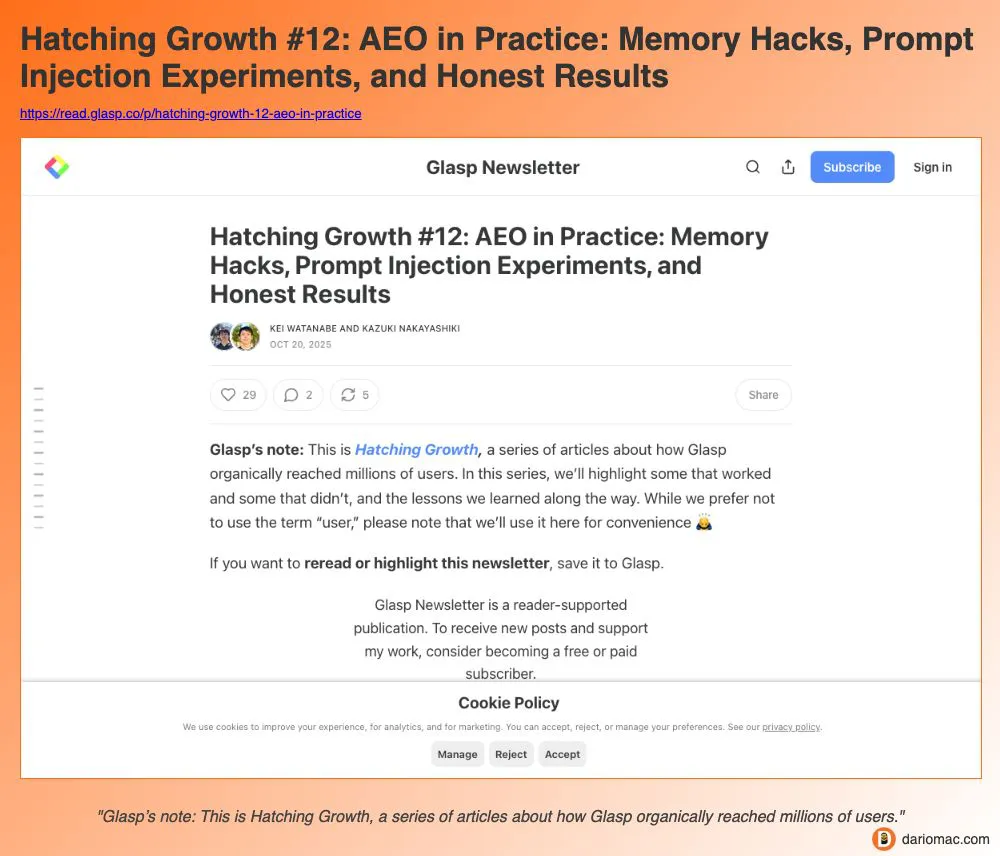 Hatching Growth #12: AEO in Practice: Memory Hacks, Prompt
Injection Experiments, and Honest Results
https://read.glasp.co/p/hatching-growth-12-aeo-in-practice
Glasp Newsletter
Subscribe
Sign in
Hatching Growth #12: AEO in Practice: Memory
Hacks, Prompt Injection Experiments, and
Honest Results
KEI WATANABE AND KAZUKI NAKAYASHIKI
OCT 20, 2025
29
2
5
Share
Glasp’s note: This is Hatching Growth, a series of articles about how Glasp
organically reached millions of users. In this series, we’ll highlight some that worked
and some that didn’t, and the lessons we learned along the way. While we prefer not
to use the term “user,” please note that we’ll use it here for convenience 🙏
If you want to reread or highlight this newsletter, save it to Glasp.
Glasp Newsletter is a reader-supported
publication. To receive new posts and support
my work, consider becoming a free or paid
subscriber.
Cookie Policy
We use cookies to improve your experience, for analytics, and for marketing. You can accept, reject, or manage your preferences. See our privacy policy.
Manage
Reject
Accept
"Glasp’s note: This is Hatching Growth, a series of articles about how Glasp organically reached millions of users."
dariomac.com